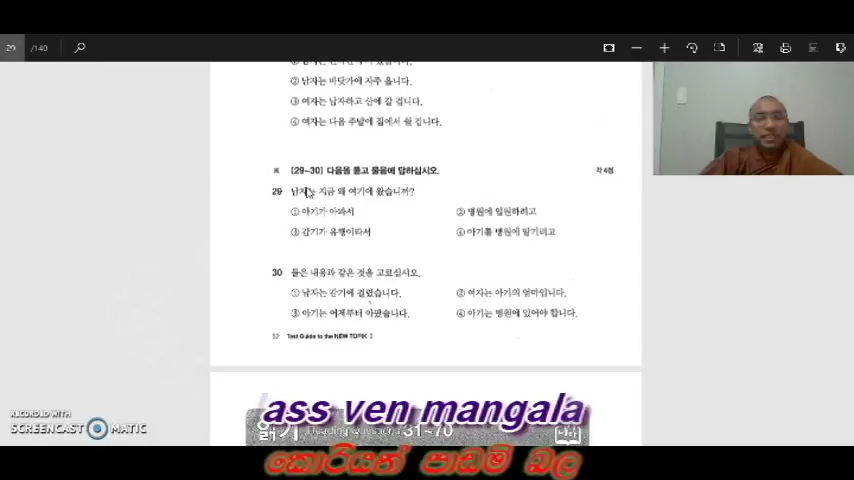 29 /140
② 남자는 바닷가에 자주 옵니다.
③ 여자는 남자하고 산에 갈 겁니다.
④ 여자는 다음 주말에 집에서 쉴 겁니다.
※ [29~30] 다음을 듣고 물음에 답하십시오. 각 4점
29 남자는 지금 왜 여기에 왔습니까?
① 아기가 아파서 ② 병원에 입원하려고
③ 감기가 유행이라서 ④ 아기를 병원에 맡기려고
30 들은 내용과 같은 것을 고르십시오.
① 남자는 감기에 걸렸습니다. ② 여자는 아기의 엄마입니다.
③ 아기는 어제부터 아팠습니다. ④ 아기는 병원에 있어야 합니다.
52 Test Guide to the NEW TOPIK I
ass ven mangala
읽기 Reading Questions 31~70
RECORDED WITH
SCREENCAST MATIC
කොරියන් පාඩම්